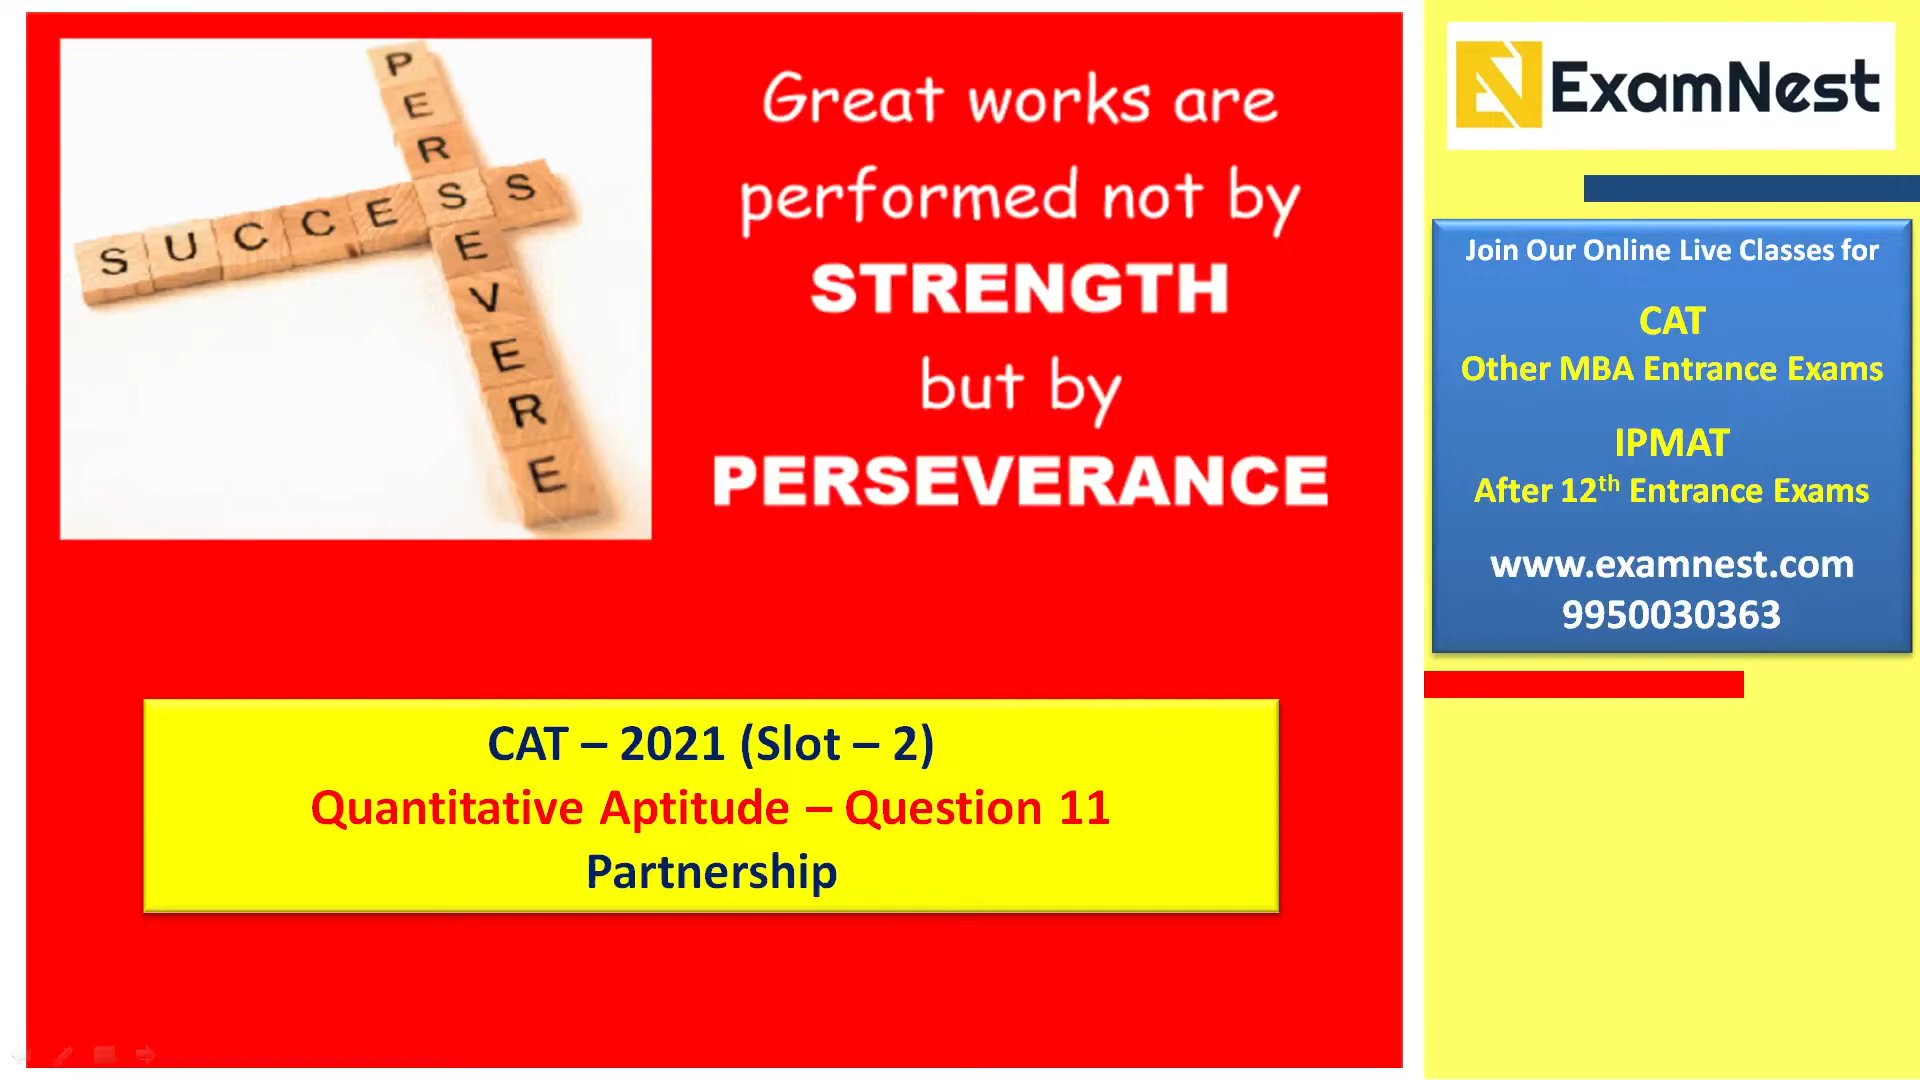 PERSEVERE
SUCCESS
Great works are
performed not by
STRENGTH
but by
PERSEVERANCE
CAT – 2021 (Slot – 2)
Quantitative Aptitude – Question 11
Partnership
ExamNest
Join Our Online Live Classes for
CAT
Other MBA Entrance Exams
IPMAT
After 12th Entrance Exams
www.examnest.com
9950030363